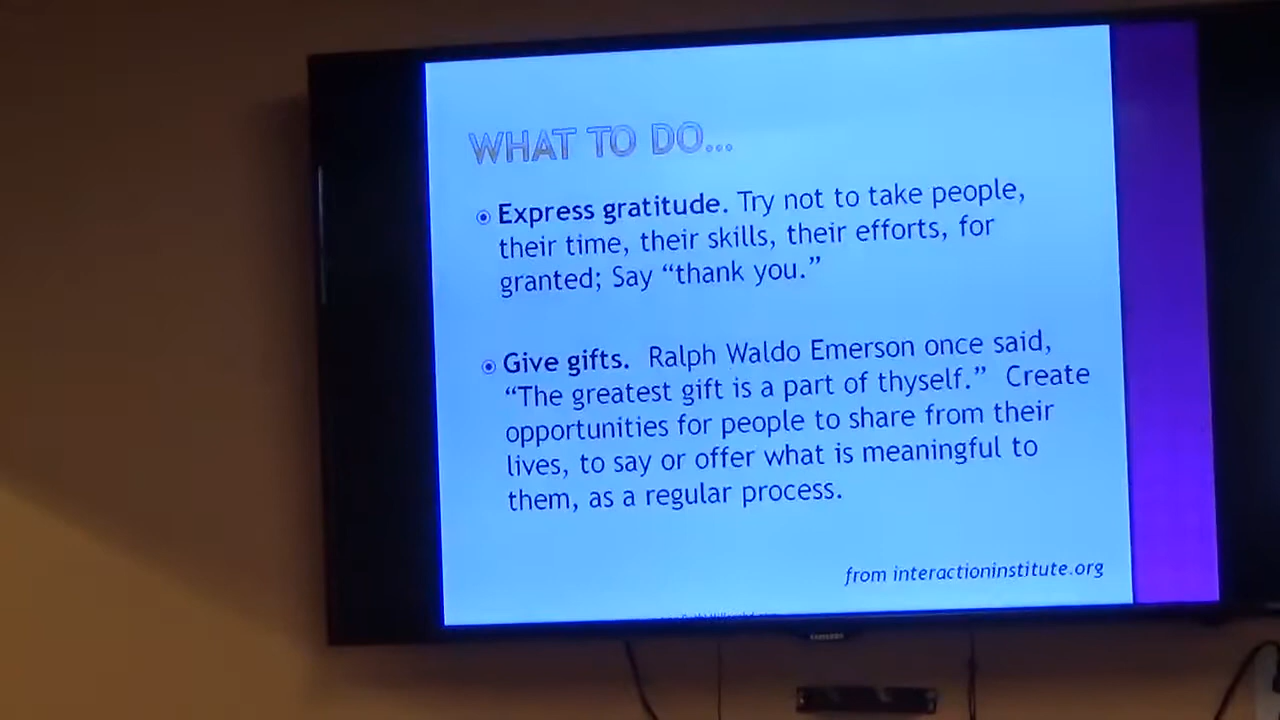 WHAT TO DO...
Express gratitude. Try not to take people,
their time, their skills, their efforts, for
granted; Say “thank you.”
Give gifts.  Ralph Waldo Emerson once said,
“The greatest gift is a part of thyself.”  Create
opportunities for people to share from their
lives, to say or offer what is meaningful to
them, as a regular process.
from interactioninstitute.org
SAMSUNG